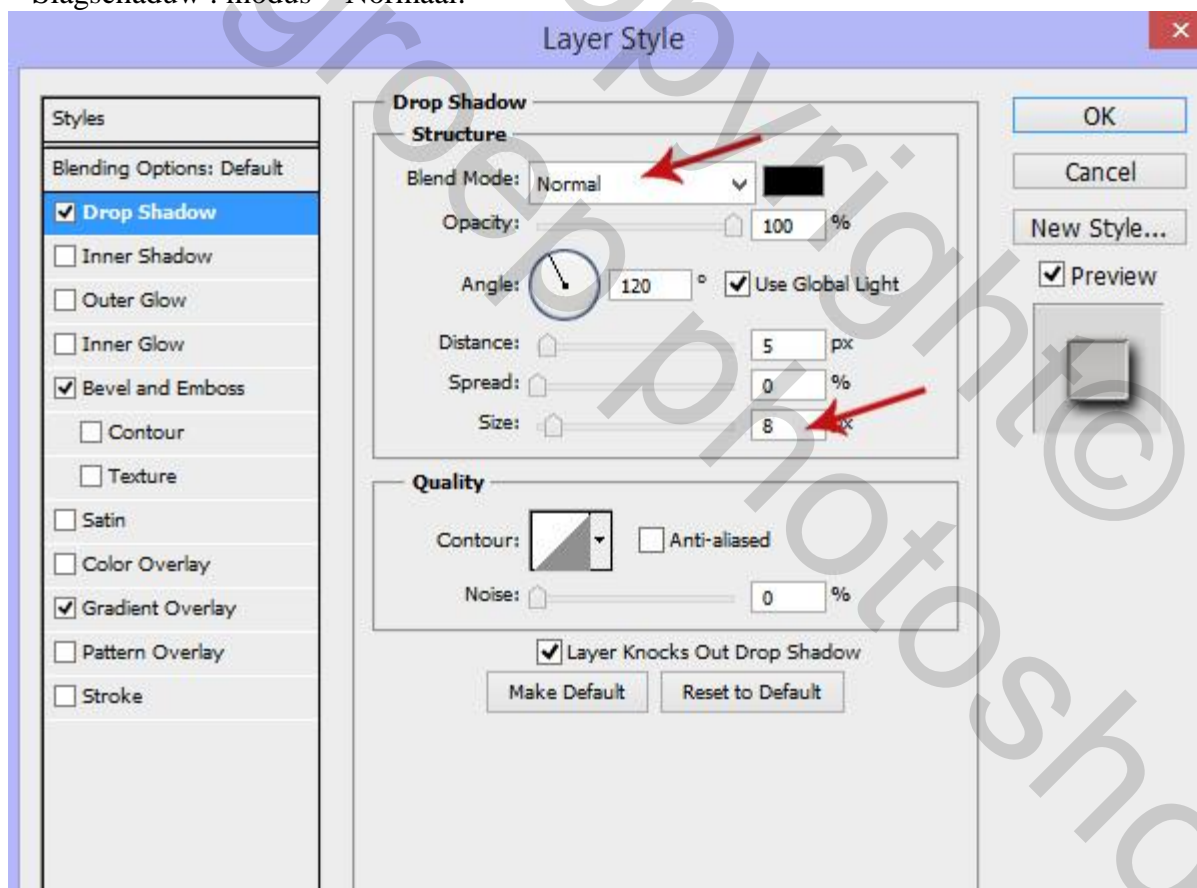 Slagschaduw : modus = Normaal.
Layer Style
×
Styles
Blending Options: Default
Drop Shadow
Inner Shadow
Outer Glow
Inner Glow
Bevel and Emboss
Contour
Texture
Satin
Color Overlay
Gradient Overlay
Pattern Overlay
Stroke
Drop Shadow
Structure
Blend Mode: Normal
Opacity: 100 %
Angle: 120 ° Use Global Light
Distance: 5 px
Spread: 0 %
Size: 8 px
Quality
Contour: Anti-aliased
Noise: 0 %
Layer Knocks Out Drop Shadow
Make Default Reset to Default
OK
Cancel
New Style...
Preview
groep photosho
pyright©